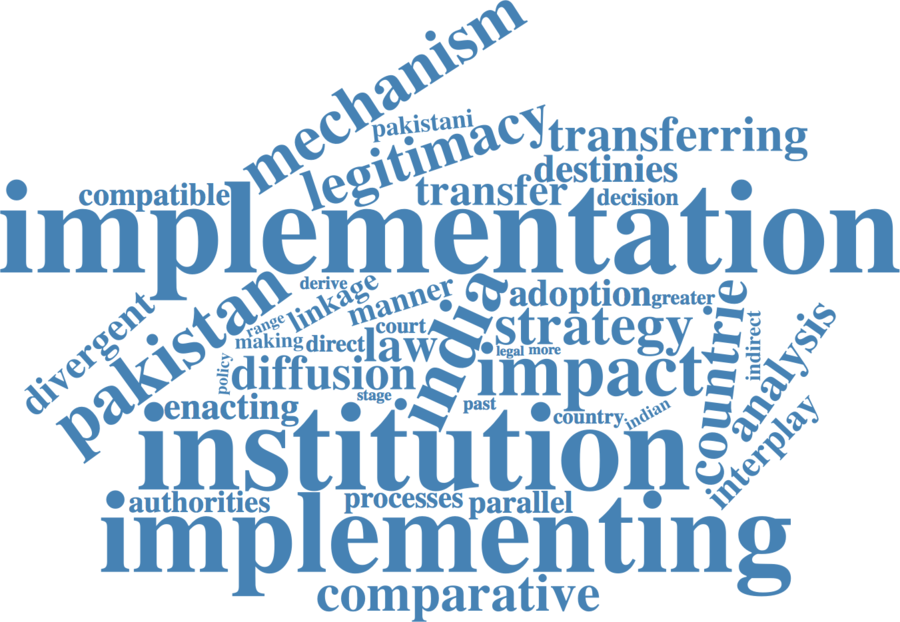 mechanism
pakistani
legitimacy
transferring
destinies
compatible
transfer
decision
implementation
derive
linkage
manner
adoption
greater
divergent
pakistan
range
making
direct
court
law
india
strategy
countrie
indirect
analysis
legal
more
policy
diffusion
impact
stage
enacting
past
country
indian
institution
interplay
authorities
processes
parallel
implementing
comparative